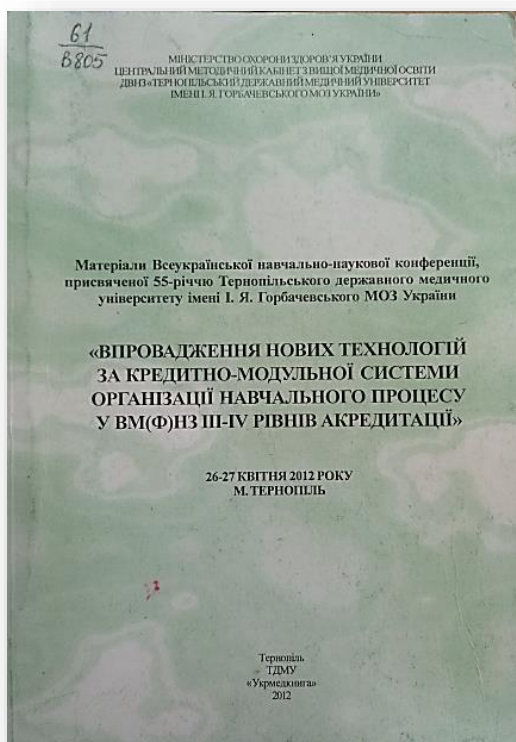 61
В805
МІНІСТЕРСТВО ОХОРОНИ ЗДОРОВ'Я УКРАЇНИ
ЦЕНТРАЛЬНИЙ МЕТОДИЧНИЙ КАБІНЕТ З ВИЩОЇ МЕДИЧНОЇ ОСВІТИ
ДВНЗ «ТЕРНОПІЛЬСЬКИЙ ДЕРЖАВНИЙ МЕДИЧНИЙ УНІВЕРСИТЕТ
ІМЕНІ І. Я. ГОРБАЧЕВСЬКОГО МОЗ УКРАЇНИ»
Матеріали Всеукраїнської навчально-наукової конференції,
присвяченої 55-річчю Тернопільського державного медичного
університету імені І. Я. Горбачевського МОЗ України
«ВПРОВАДЖЕННЯ НОВИХ ТЕХНОЛОГІЙ
ЗА КРЕДИТНО-МОДУЛЬНОЇ СИСТЕМИ
ОРГАНІЗАЦІЇ НАВЧАЛЬНОГО ПРОЦЕСУ
У ВМ(Ф)НЗ ІІІ-ІV РІВНІВ АКРЕДИТАЦІЇ»
26-27 КВІТНЯ 2012 РОКУ
М. ТЕРНОПІЛЬ
Тернопіль
ТДМУ
«Укрмедкнига»
2012